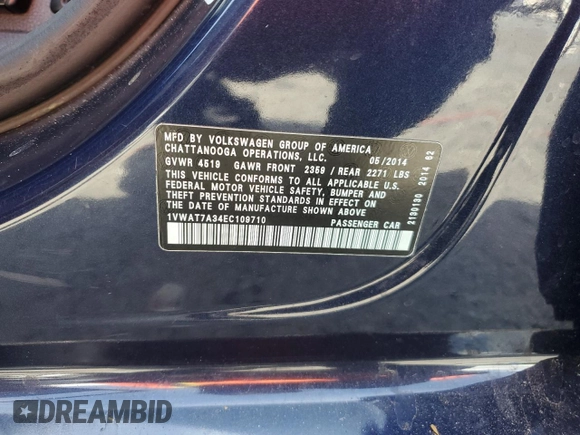 MFD BY VOLKSWAGEN GROUP OF AMERICA
CHATTANOOGA OPERATIONS, LLC. 05/2014
GVWR 4519 GAWR FRONT 2359 / REAR 2271 LBS
THIS VEHICLE CONFORMS TO ALL APPLICABLE U.S.
FEDERAL MOTOR VEHICLE SAFETY, BUMPER, AND
THEFT PREVENTION STANDARDS IN EFFECT ON
THE DATE OF MANUFACTURE SHOWN ABOVE
1VWAT7A34EC109710 PASSENGER CAR
2130130 2014 62
DREAMBID